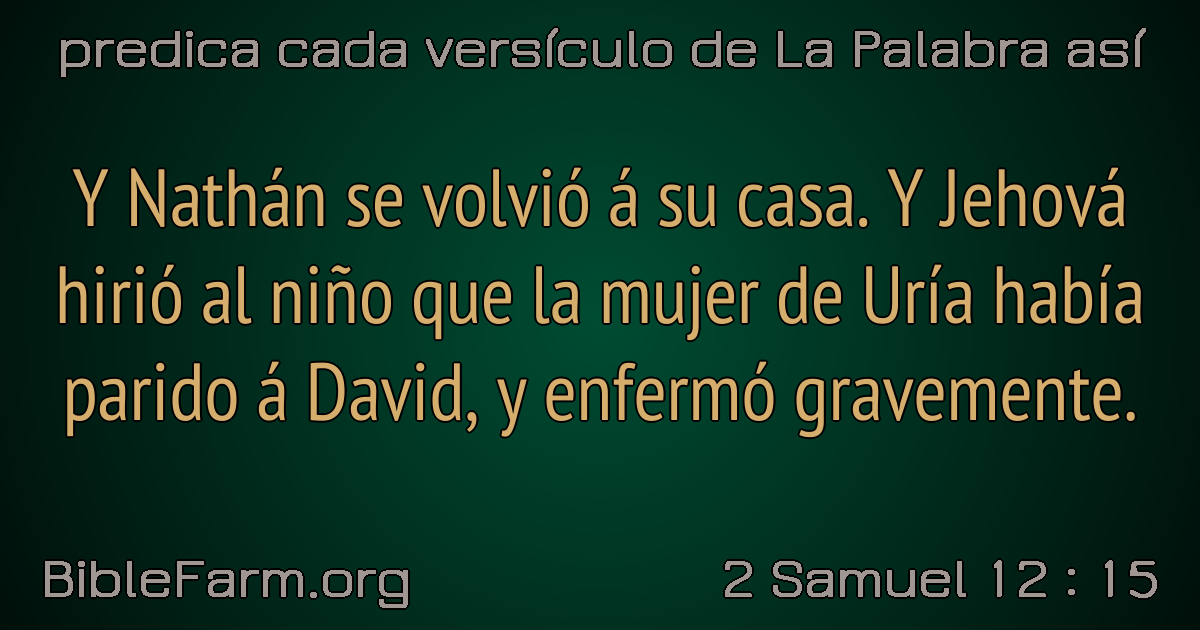 predica cada versículo de La Palabra así
Y Nathán se volvió á su casa. Y Jehová
hirió al niño que la mujer de Uría había
parido á David, y enfermó gravemente.
BibleFarm.org
2 Samuel 12 : 15